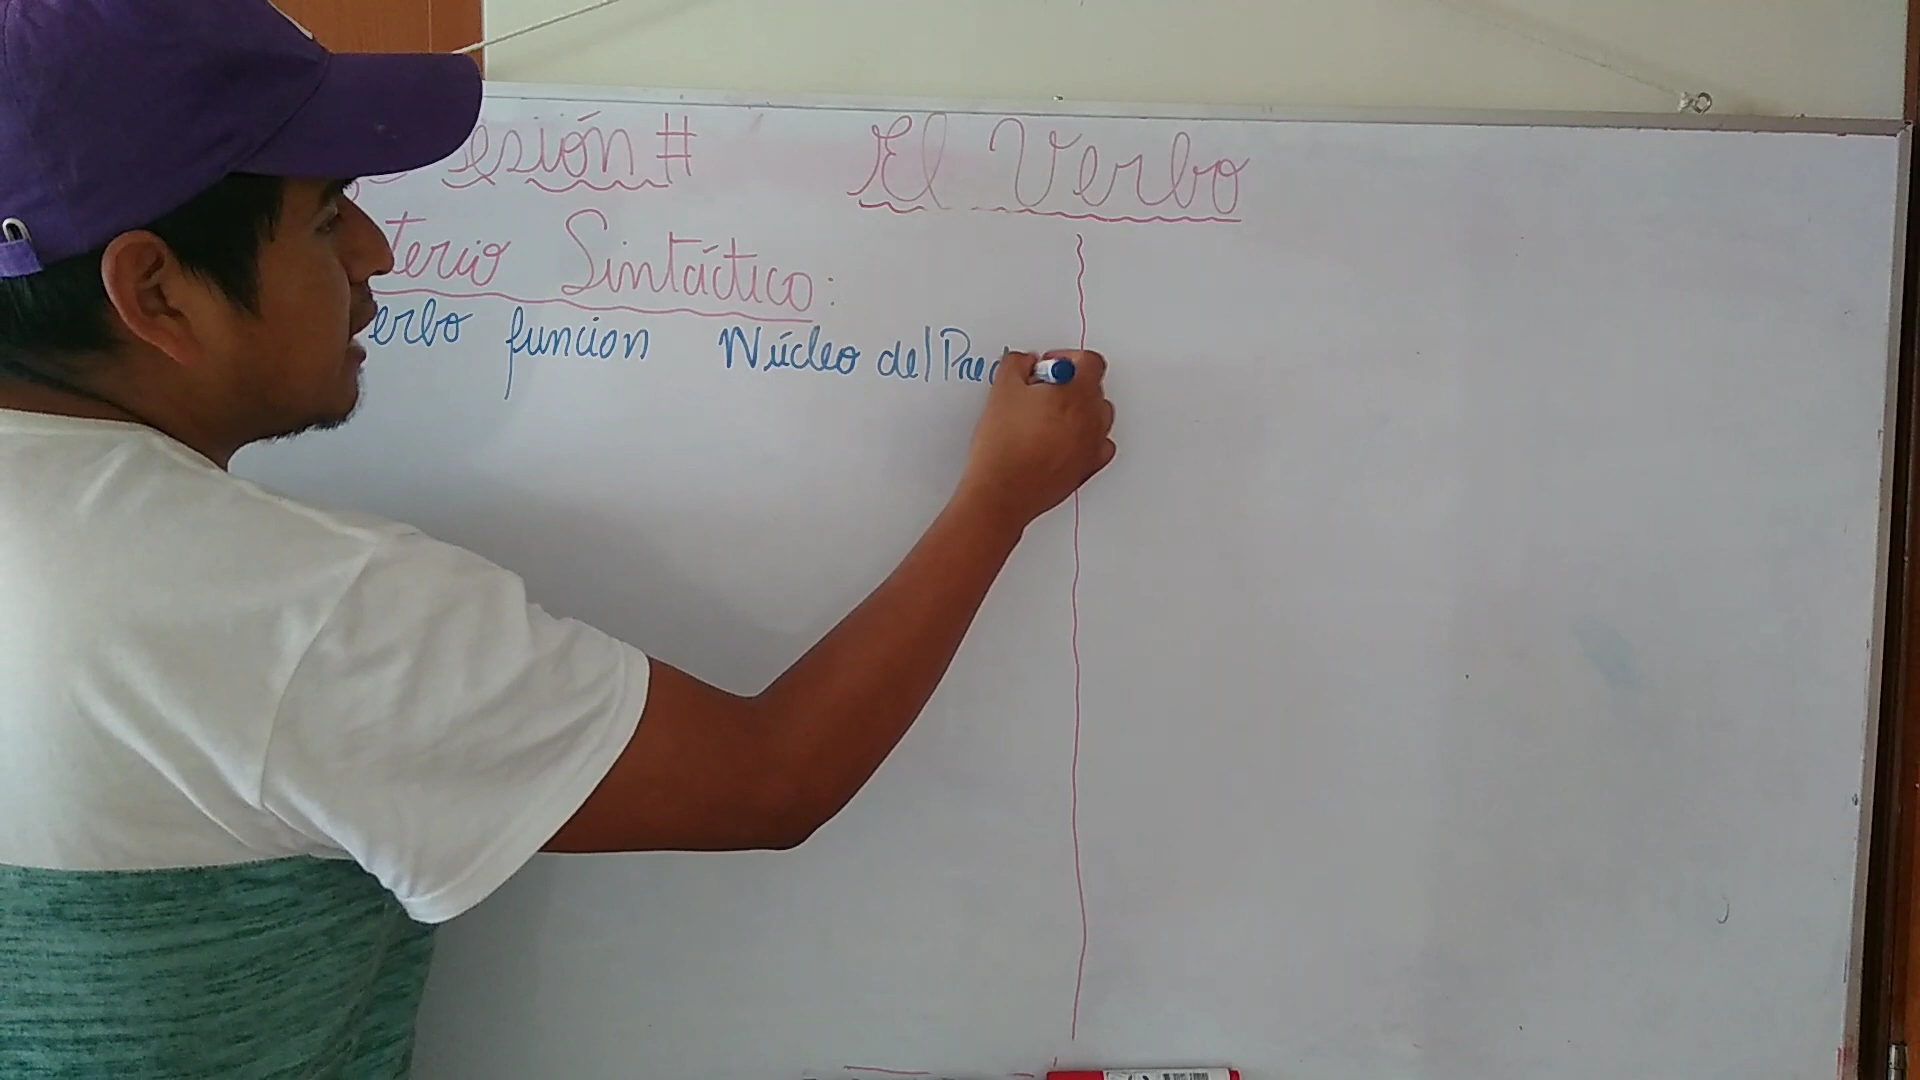 esión # El Verbo
terio Sintáctico:
erbo funcion Núcleo del Pred